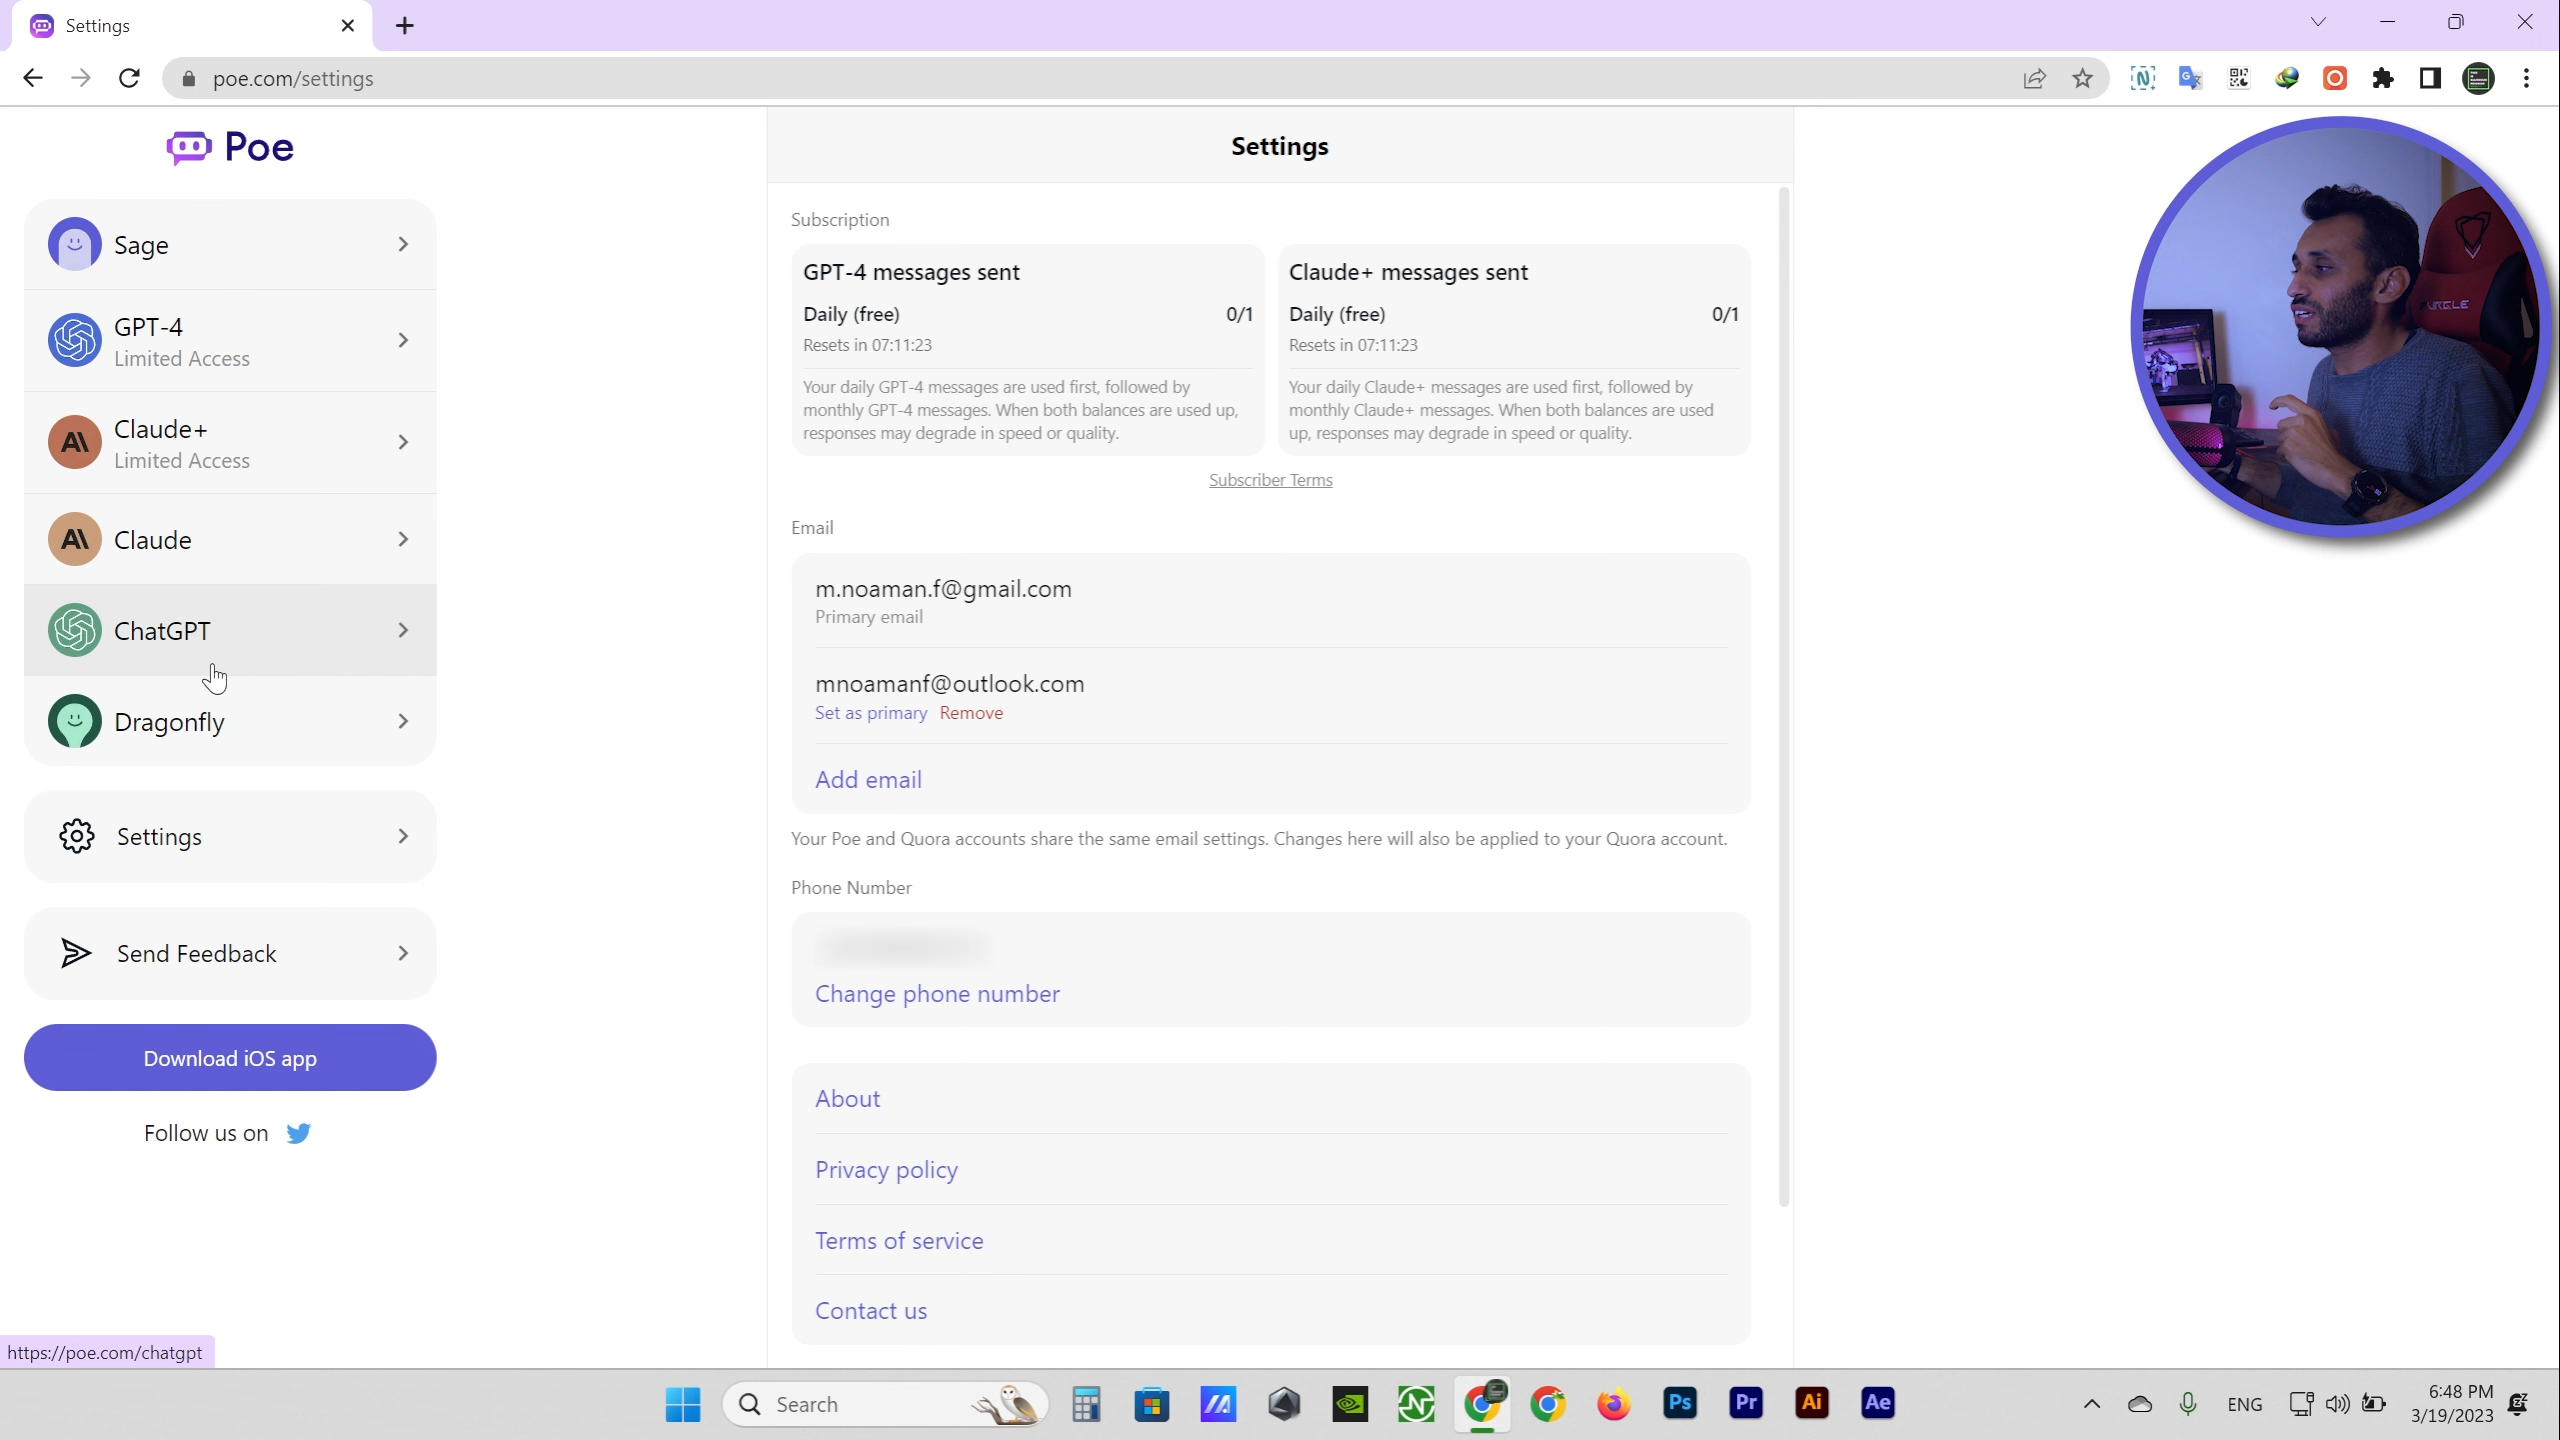 Settings
poe.com/settings
Poe
Sage
GPT-4
Limited Access
Claude+
Limited Access
Claude
ChatGPT
Dragonfly
Settings
Send Feedback
Download iOS app
Follow us on
https://poe.com/chatgpt
Settings
Subscription
GPT-4 messages sent
Daily (free) 0/1
Resets in 07:11:23
Your daily GPT-4 messages are used first, followed by
monthly GPT-4 messages. When both balances are used up,
responses may degrade in speed or quality.
Claude+ messages sent
Daily (free) 0/1
Resets in 07:11:23
Your daily Claude+ messages are used first, followed by
monthly Claude+ messages. When both balances are used
up, responses may degrade in speed or quality.
Subscriber Terms
Email
m.noaman.f@gmail.com
Primary email
mnoamanf@outlook.com
Set as primary Remove
Add email
Your Poe and Quora accounts share the same email settings. Changes here will also be applied to your Quora account.
Phone Number
Change phone number
About
Privacy policy
Terms of service
Contact us
Search
Ps
Pr
Ai
Ae
ENG
6:48 PM
3/19/2023